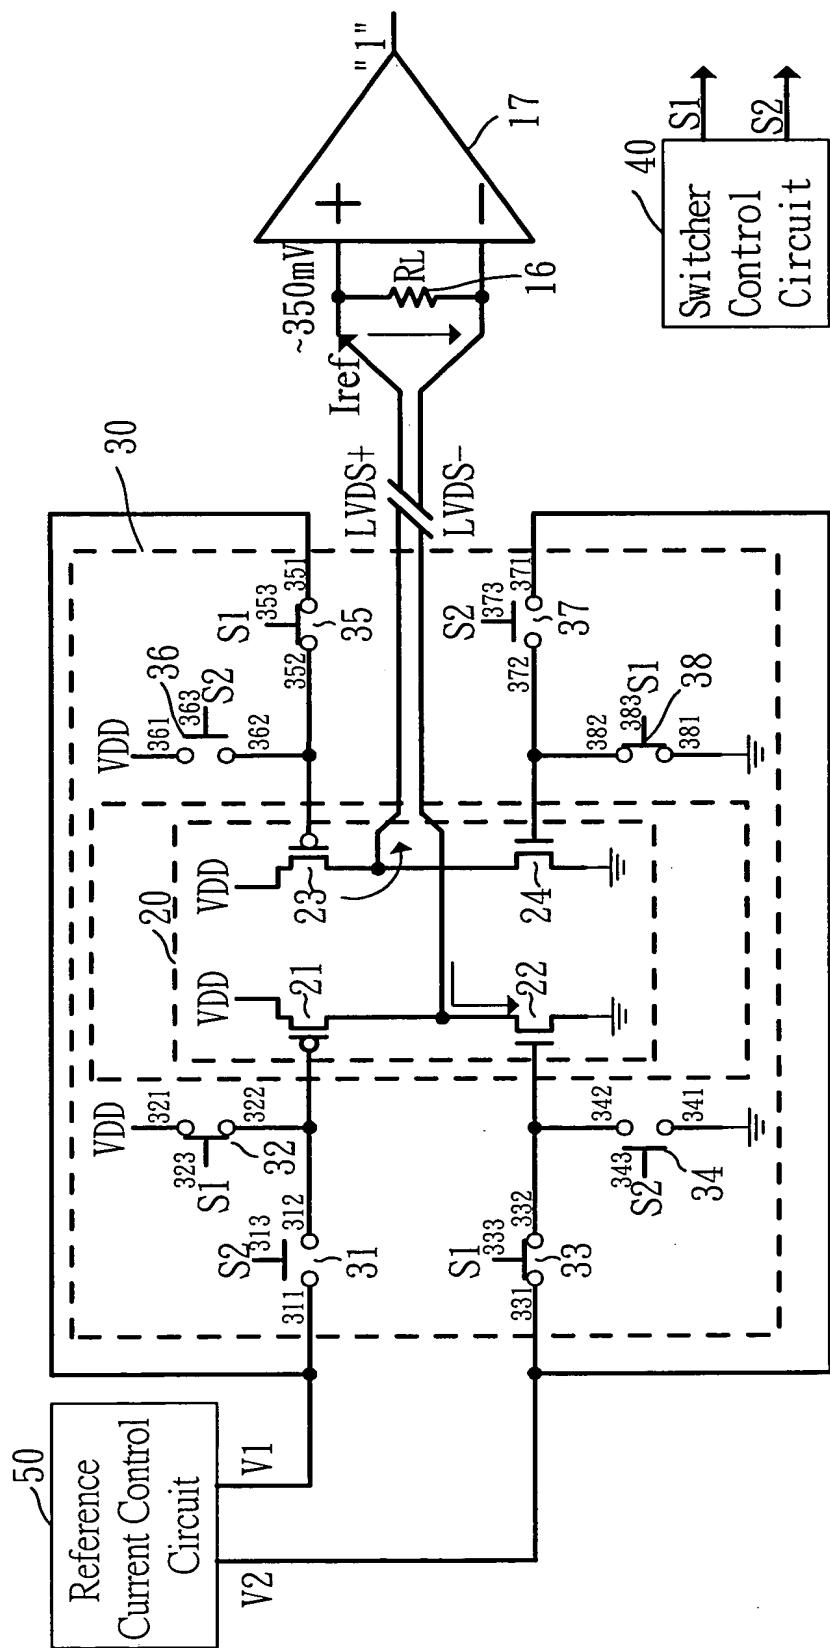 50
Reference
Current Control
Circuit
V1
V2
30
VDD
321
323
S1
322
32
S2
313
311
312
31
S1
333
331
332
33
342
343
S2
341
34
20
VDD
21
22
VDD
23
24
VDD
361
36
363
S2
362
S1
353
352
351
35
S2
373
372
371
37
382
383
S1
381
38
LVDS+
LVDS-
Iref
~350mV
RL
16
+
−
17
"1"
40
Switcher
Control
Circuit
S1
S2